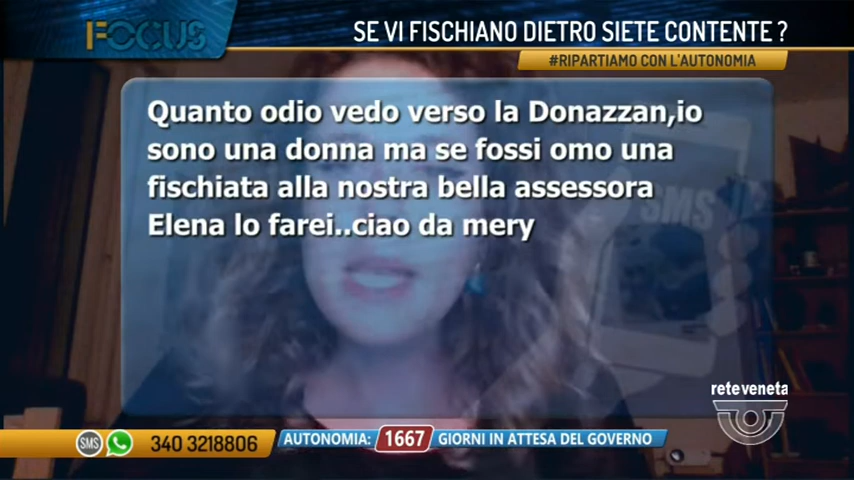 FOCUS
SE VI FISCHIANO DIETRO SIETE CONTENTE ?
#RIPARTIAMO CON L'AUTONOMIA
Quanto odio vedo verso la Donazzan,io
sono una donna ma se fossi omo una
fischiata alla nostra bella assessora
Elena lo farei..ciao da mery
SMS
reteveneta
SMS 340 3218806
AUTONOMIA: 1667 GIORNI IN ATTESA DEL GOVERNO